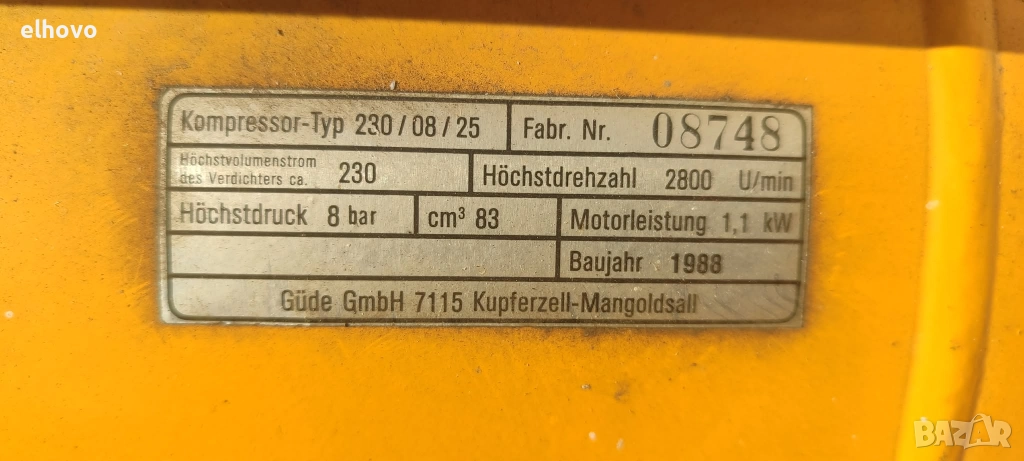 elhovo
Kompressor-Typ 230/08/25 Fabr. Nr. 08748
Höchstvolumenstrom
des Verdichters ca. 230 Höchstdrehzahl 2800 U/min
Höchstdruck 8 bar cm³ 83 Motorleistung 1,1 kW
Baujahr 1988
Güde GmbH 7115 Kupferzell-Mangoldsall
BAZAR